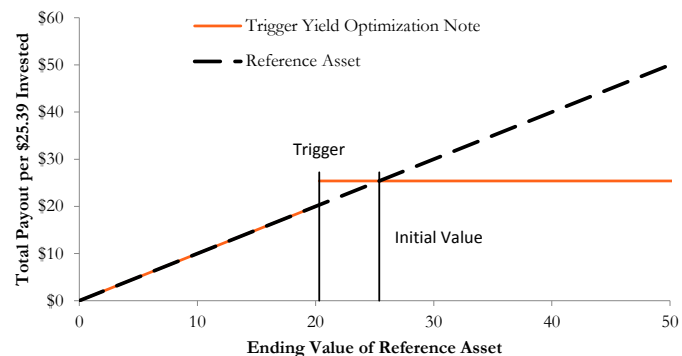 $60
Trigger Yield Optimization Note
Reference Asset
$50
$40
$30
$20
$10
$0
Total Payout per $25.39 Invested
Trigger
Initial Value
0
10
20
30
40
50
Ending Value of Reference Asset